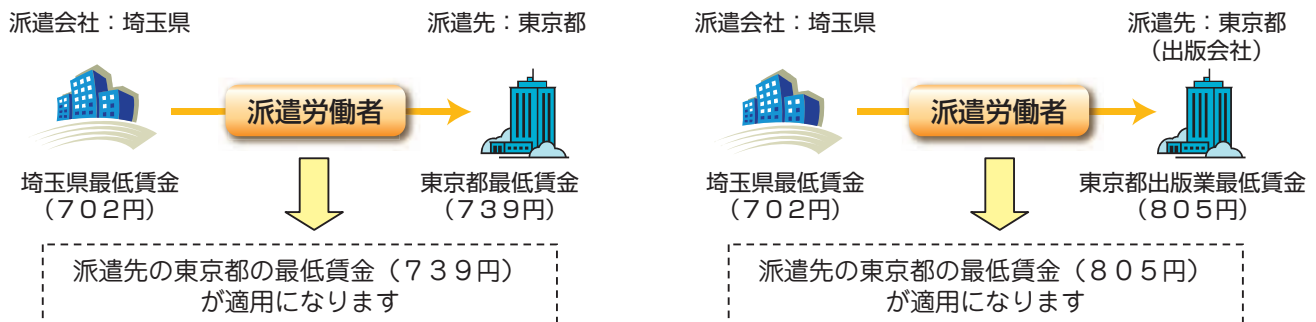 派遣会社：埼玉県
派遣先：東京都
派遣労働者
埼玉県最低賃金
（７０２円）
東京都最低賃金
（７３９円）
派遣先の東京都の最低賃金（７３９円）
が適用になります
派遣会社：埼玉県
派遣先：東京都
（出版会社）
派遣労働者
埼玉県最低賃金
（７０２円）
東京都出版業最低賃金
（８０５円）
派遣先の東京都の最低賃金（８０５円）
が適用になります